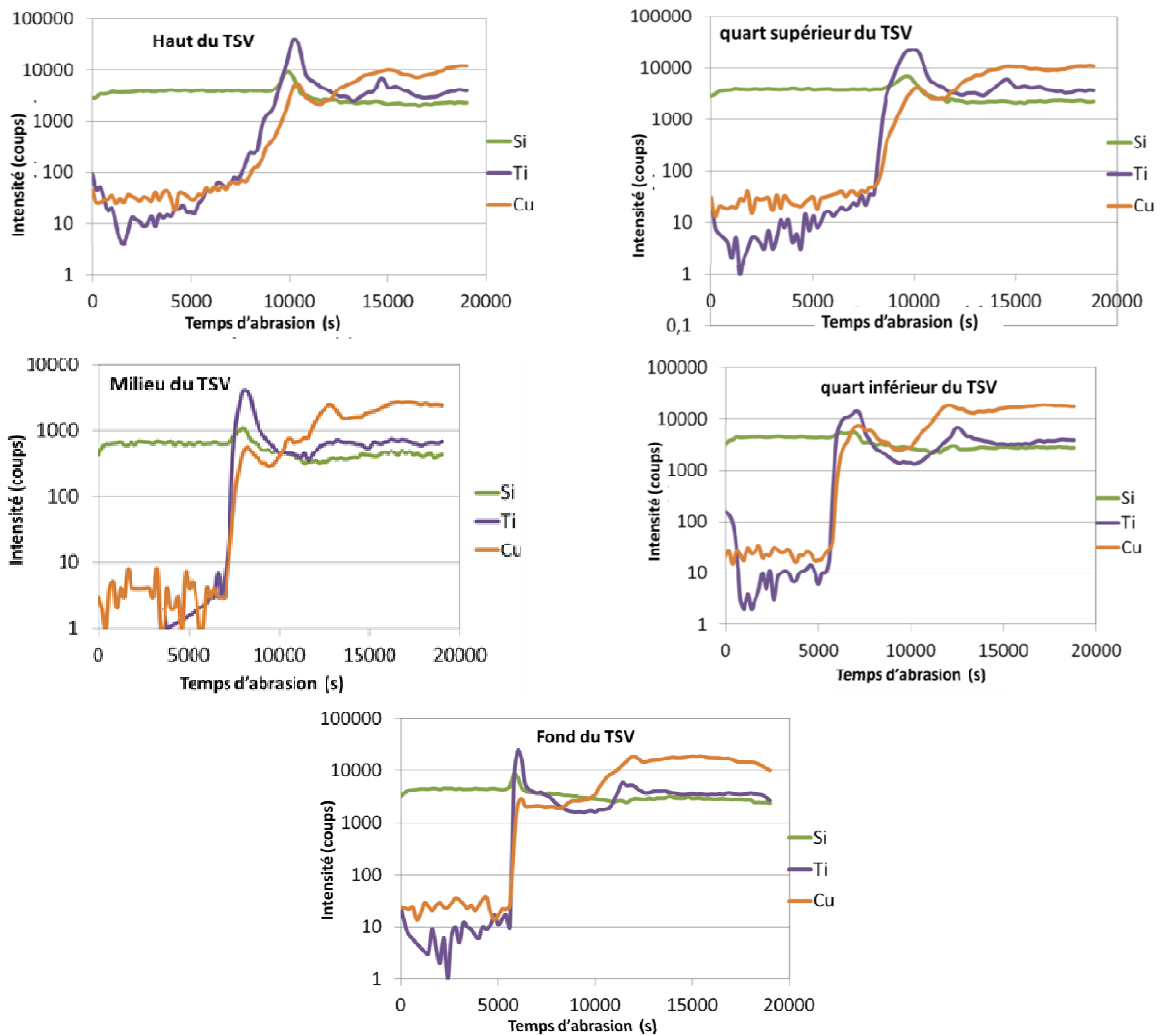 Haut du TSV
Intensité (coups)
100000
10000
1000
100
10
1
0
5000
10000
15000
20000
Temps d'abrasion (s)
Si
Ti
Cu
quart supérieur du TSV
Intensité (coups)
100000
10000
1000
100
10
1
0,1
0
5000
10000
15000
20000
Temps d'abrasion (s)
Si
Ti
Cu
Milieu du TSV
Intensité (coups)
10000
1000
100
10
1
0
5000
10000
15000
20000
Temps d'abrasion (s)
Si
Ti
Cu
quart inférieur du TSV
Intensité (coups)
100000
10000
1000
100
10
1
0
5000
10000
15000
20000
Temps d'abrasion (s)
Si
Ti
Cu
Fond du TSV
Intensité (coups)
100000
10000
1000
100
10
1
0
5000
10000
15000
20000
Temps d'abrasion (s)
Si
Ti
Cu